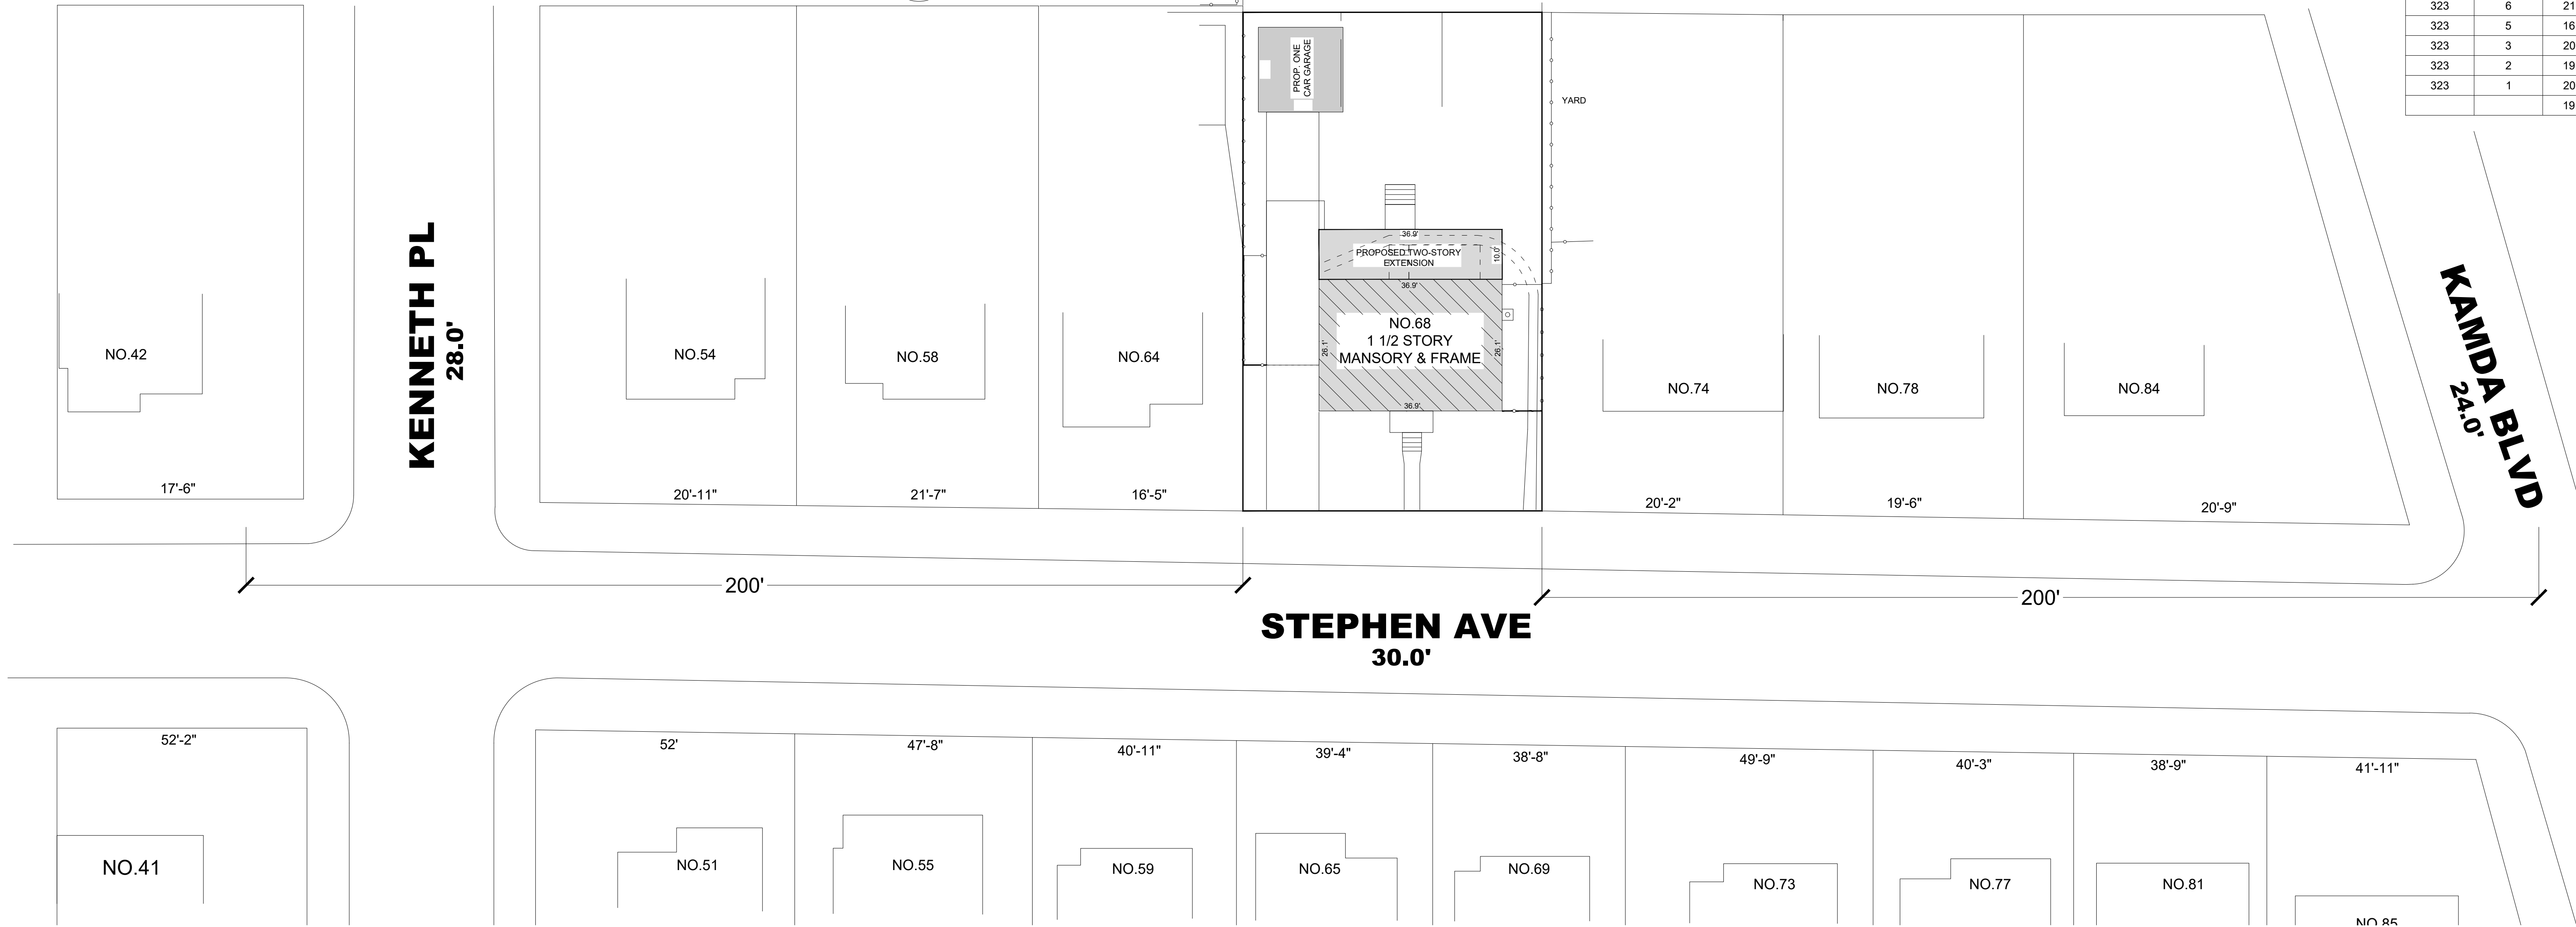 323 6 21
323 5 16
323 3 20
323 2 19
323 1 20
19
PROP. ONE
CAR GARAGE
YARD
KENNETH PL
28.0'
KAMDA BLVD
24.0'
36.9'
PROPOSED TWO-STORY
EXTENSION
10.0'
36.9'
NO.68
1 1/2 STORY
MANSORY & FRAME
26.1'
26.1'
36.9'
NO.42
NO.54
NO.58
NO.64
NO.74
NO.78
NO.84
17'-6"
20'-11"
21'-7"
16'-5"
20'-2"
19'-6"
20'-9"
200'
200'
STEPHEN AVE
30.0'
52'-2"
52'
47'-8"
40'-11"
39'-4"
38'-8"
49'-9"
40'-3"
38'-9"
41'-11"
NO.41
NO.51
NO.55
NO.59
NO.65
NO.69
NO.73
NO.77
NO.81
NO.85